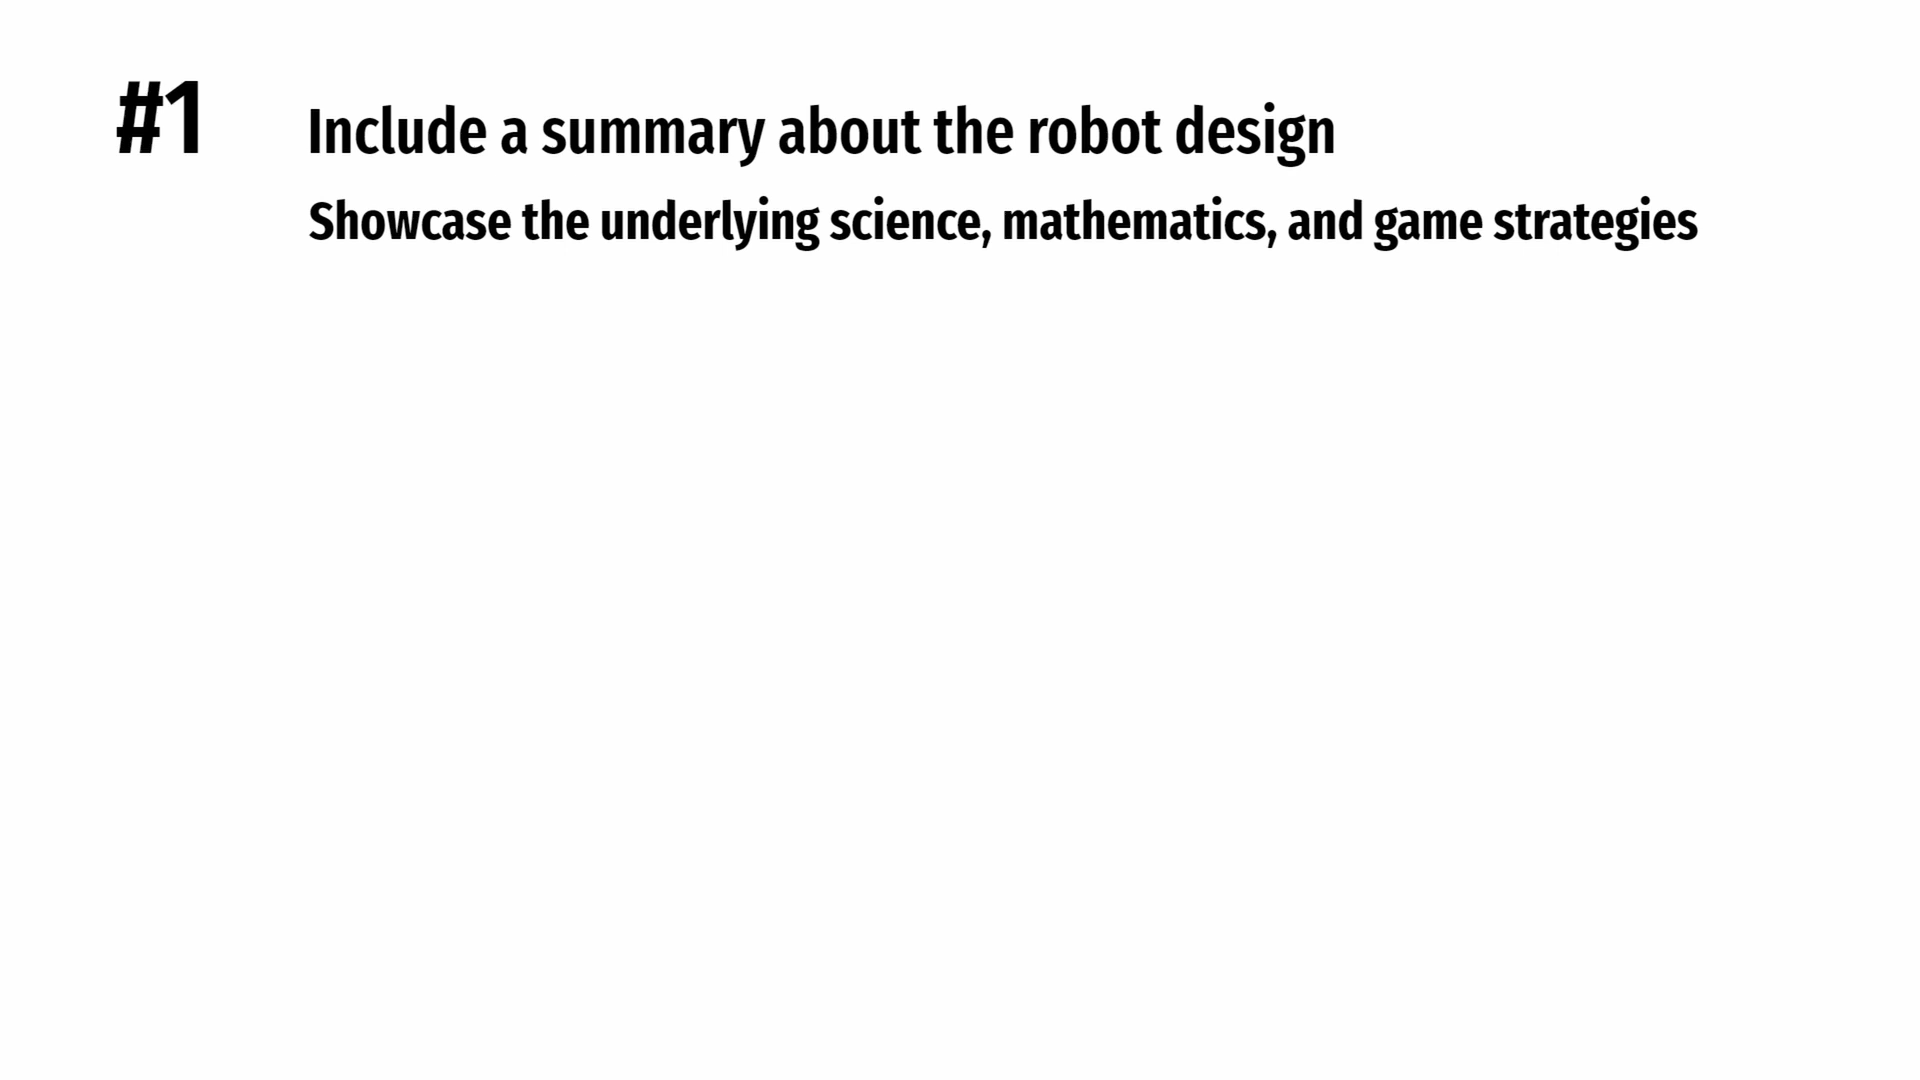 #1 Include a summary about the robot design
Showcase the underlying science, mathematics, and game strategies